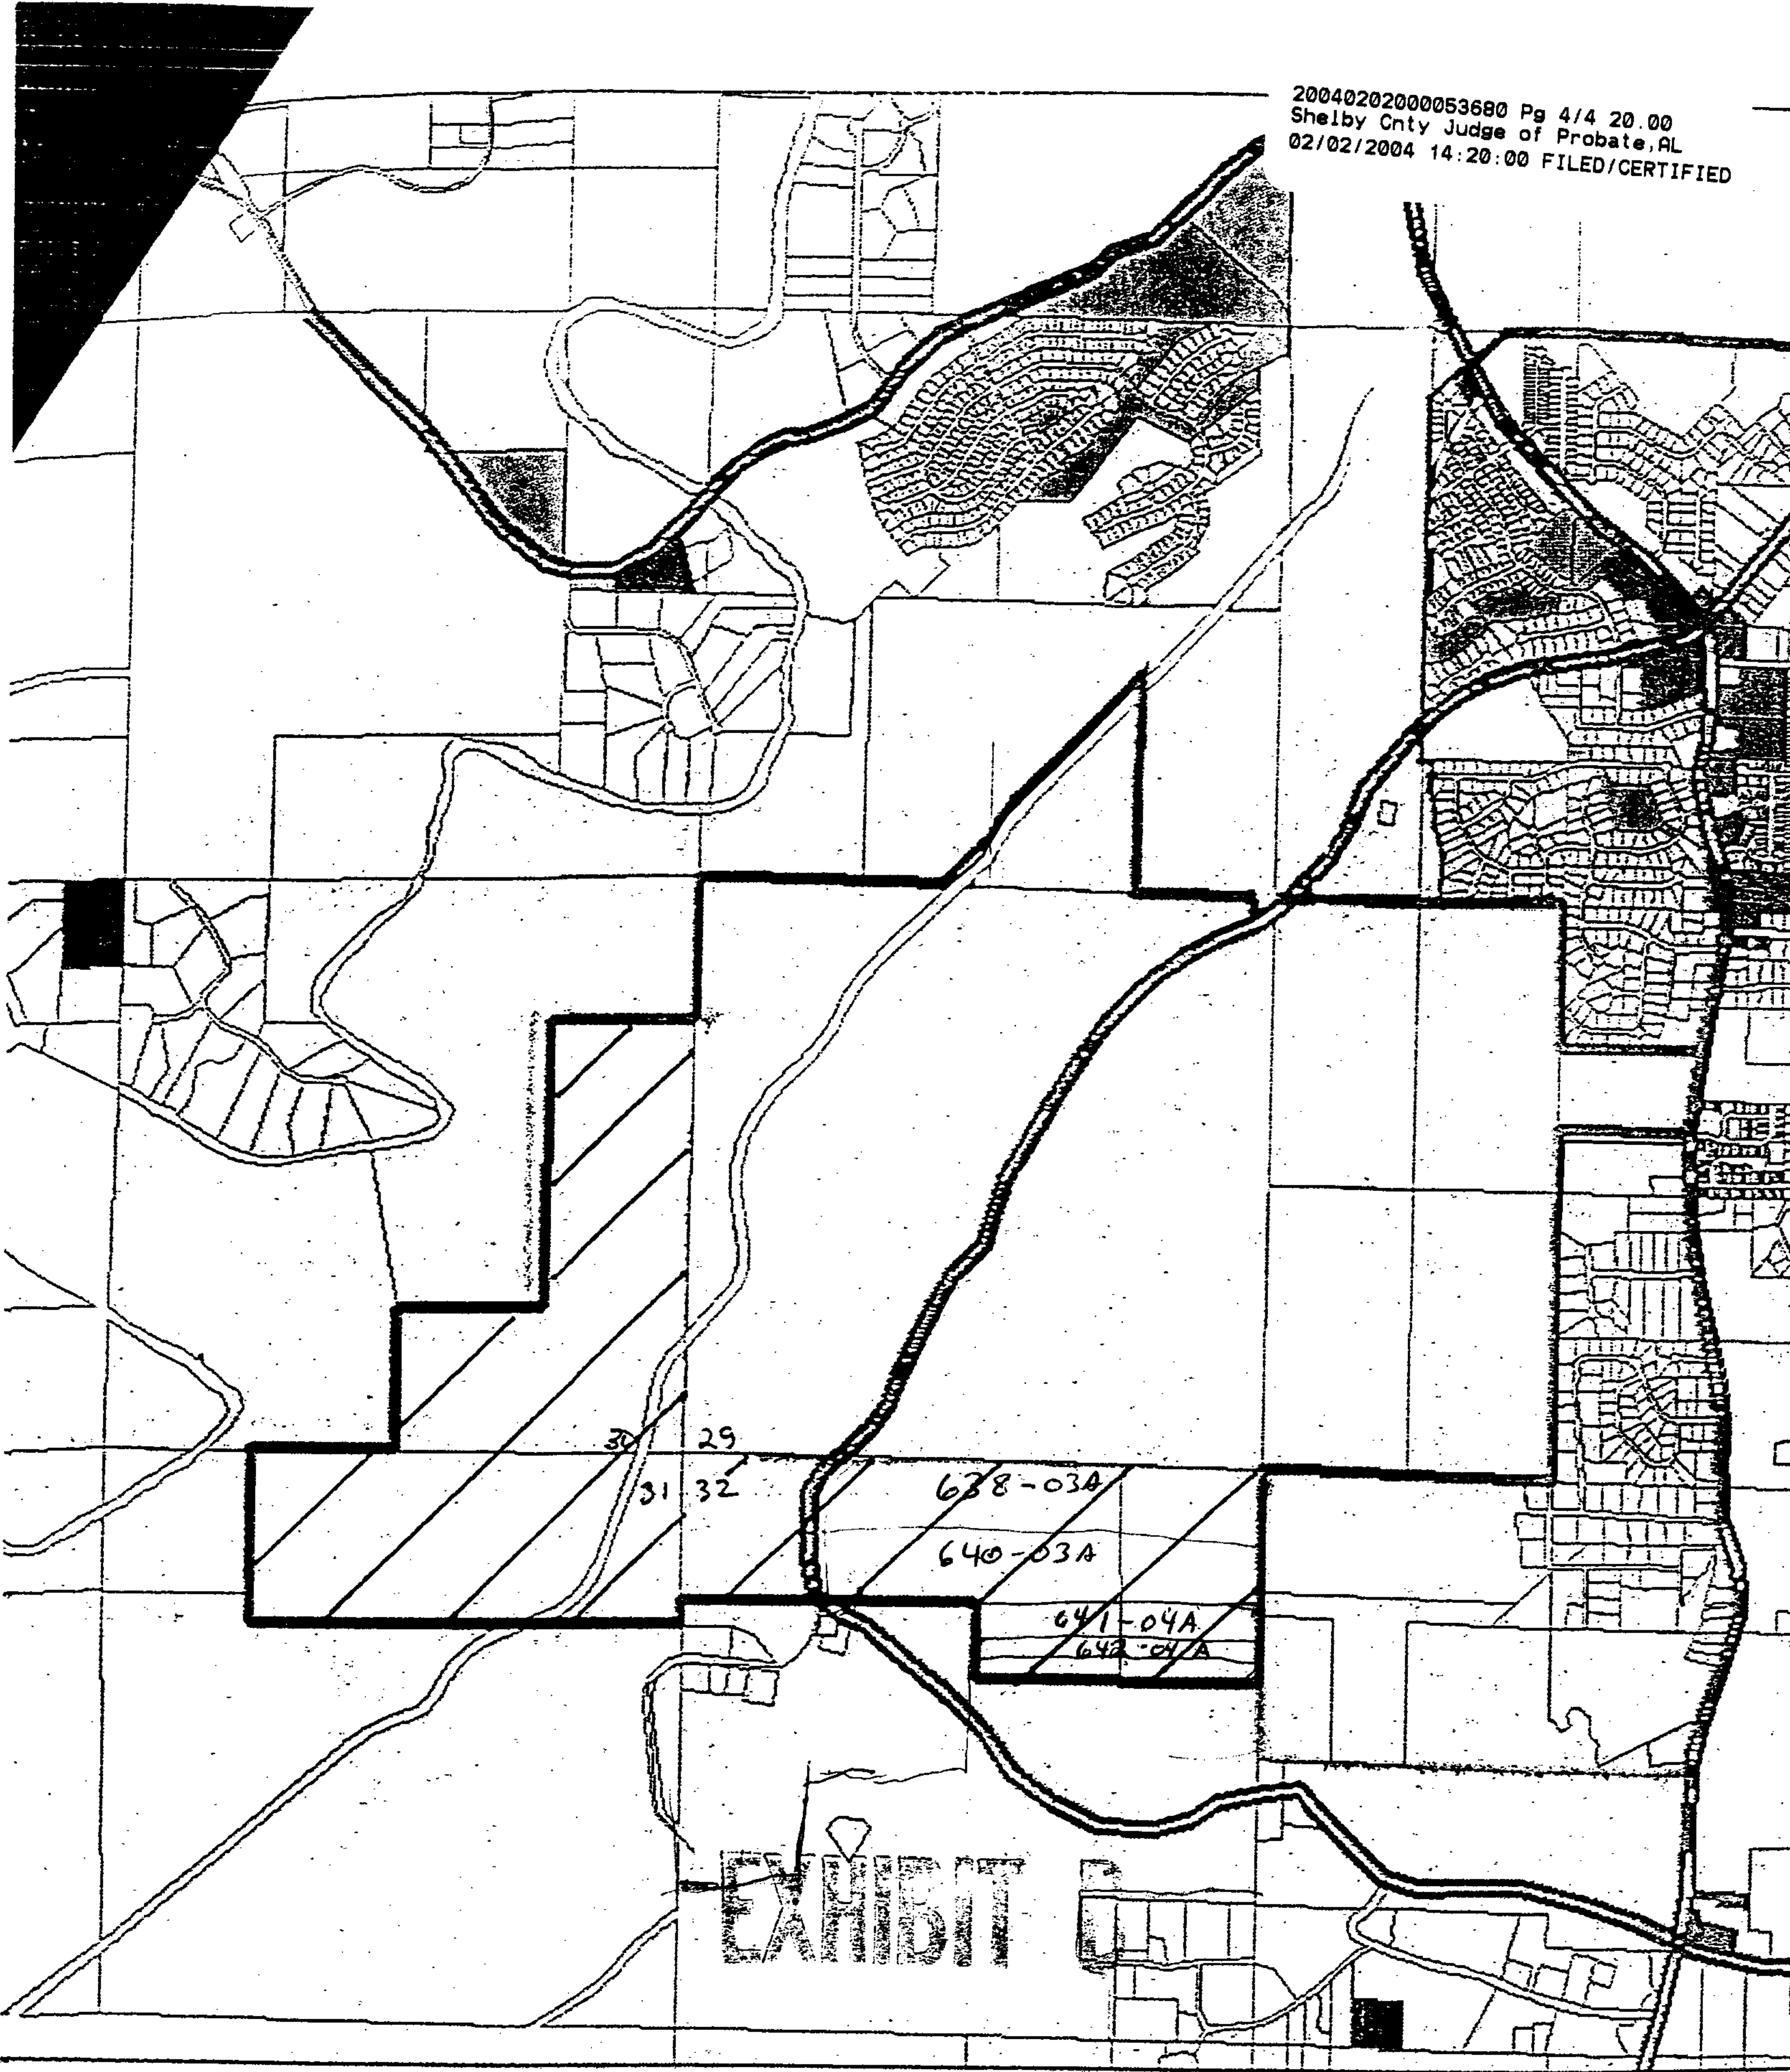 20040202000053680 Pg 4/4 20.00
Shelby Cnty Judge of Probate,AL
02/02/2004 14:20:00 FILED/CERTIFIED
30 29
31 32
638-03A
640-03A
641-04A
642-04A
EXHIBIT